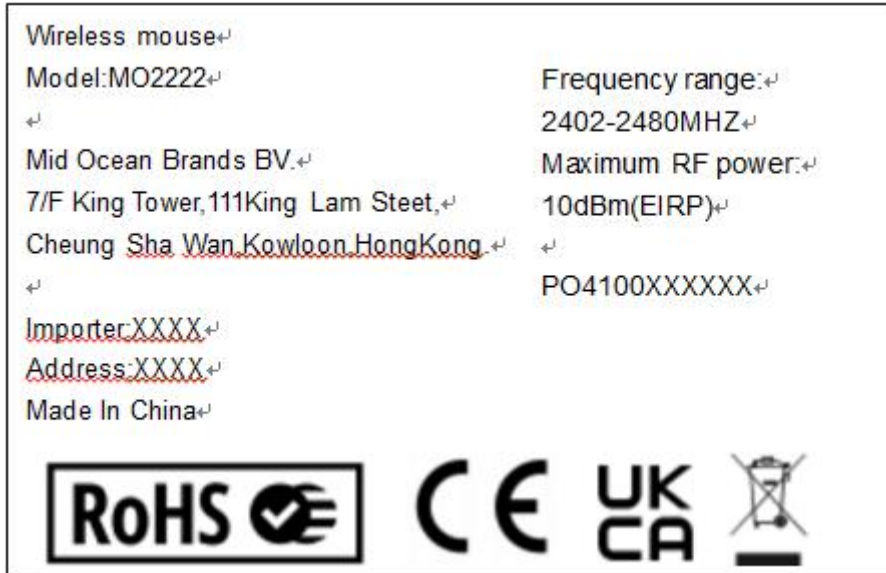 Wireless mouse
Model:MO2222
Mid Ocean Brands BV.
7/F King Tower,111King Lam Steet,
Cheung Sha Wan,Kowloon,HongKong.
Importer:XXXX
Address:XXXX
Made In China
Frequency range:
2402-2480MHZ
Maximum RF power:
10dBm(EIRP)
PO4100XXXXXX
RoHS CE UK
CA